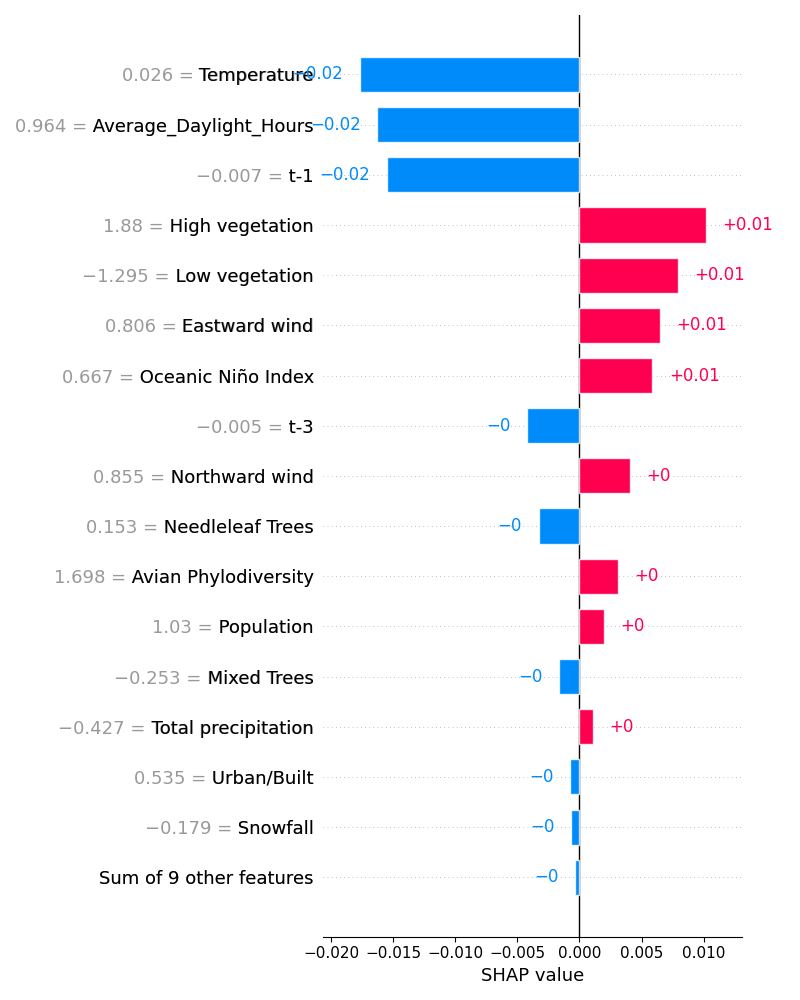 0.026 = Temperature −0.02
0.964 = Average_Daylight_Hours −0.02
−0.007 = t-1 −0.02
1.88 = High vegetation +0.01
−1.295 = Low vegetation +0.01
0.806 = Eastward wind +0.01
0.667 = Oceanic Niño Index +0.01
−0.005 = t-3 −0
0.855 = Northward wind +0
0.153 = Needleleaf Trees −0
1.698 = Avian Phylodiversity +0
1.03 = Population +0
−0.253 = Mixed Trees −0
−0.427 = Total precipitation +0
0.535 = Urban/Built −0
−0.179 = Snowfall −0
Sum of 9 other features −0
−0.020 −0.015 −0.010 −0.005 0.000 0.005 0.010
SHAP value